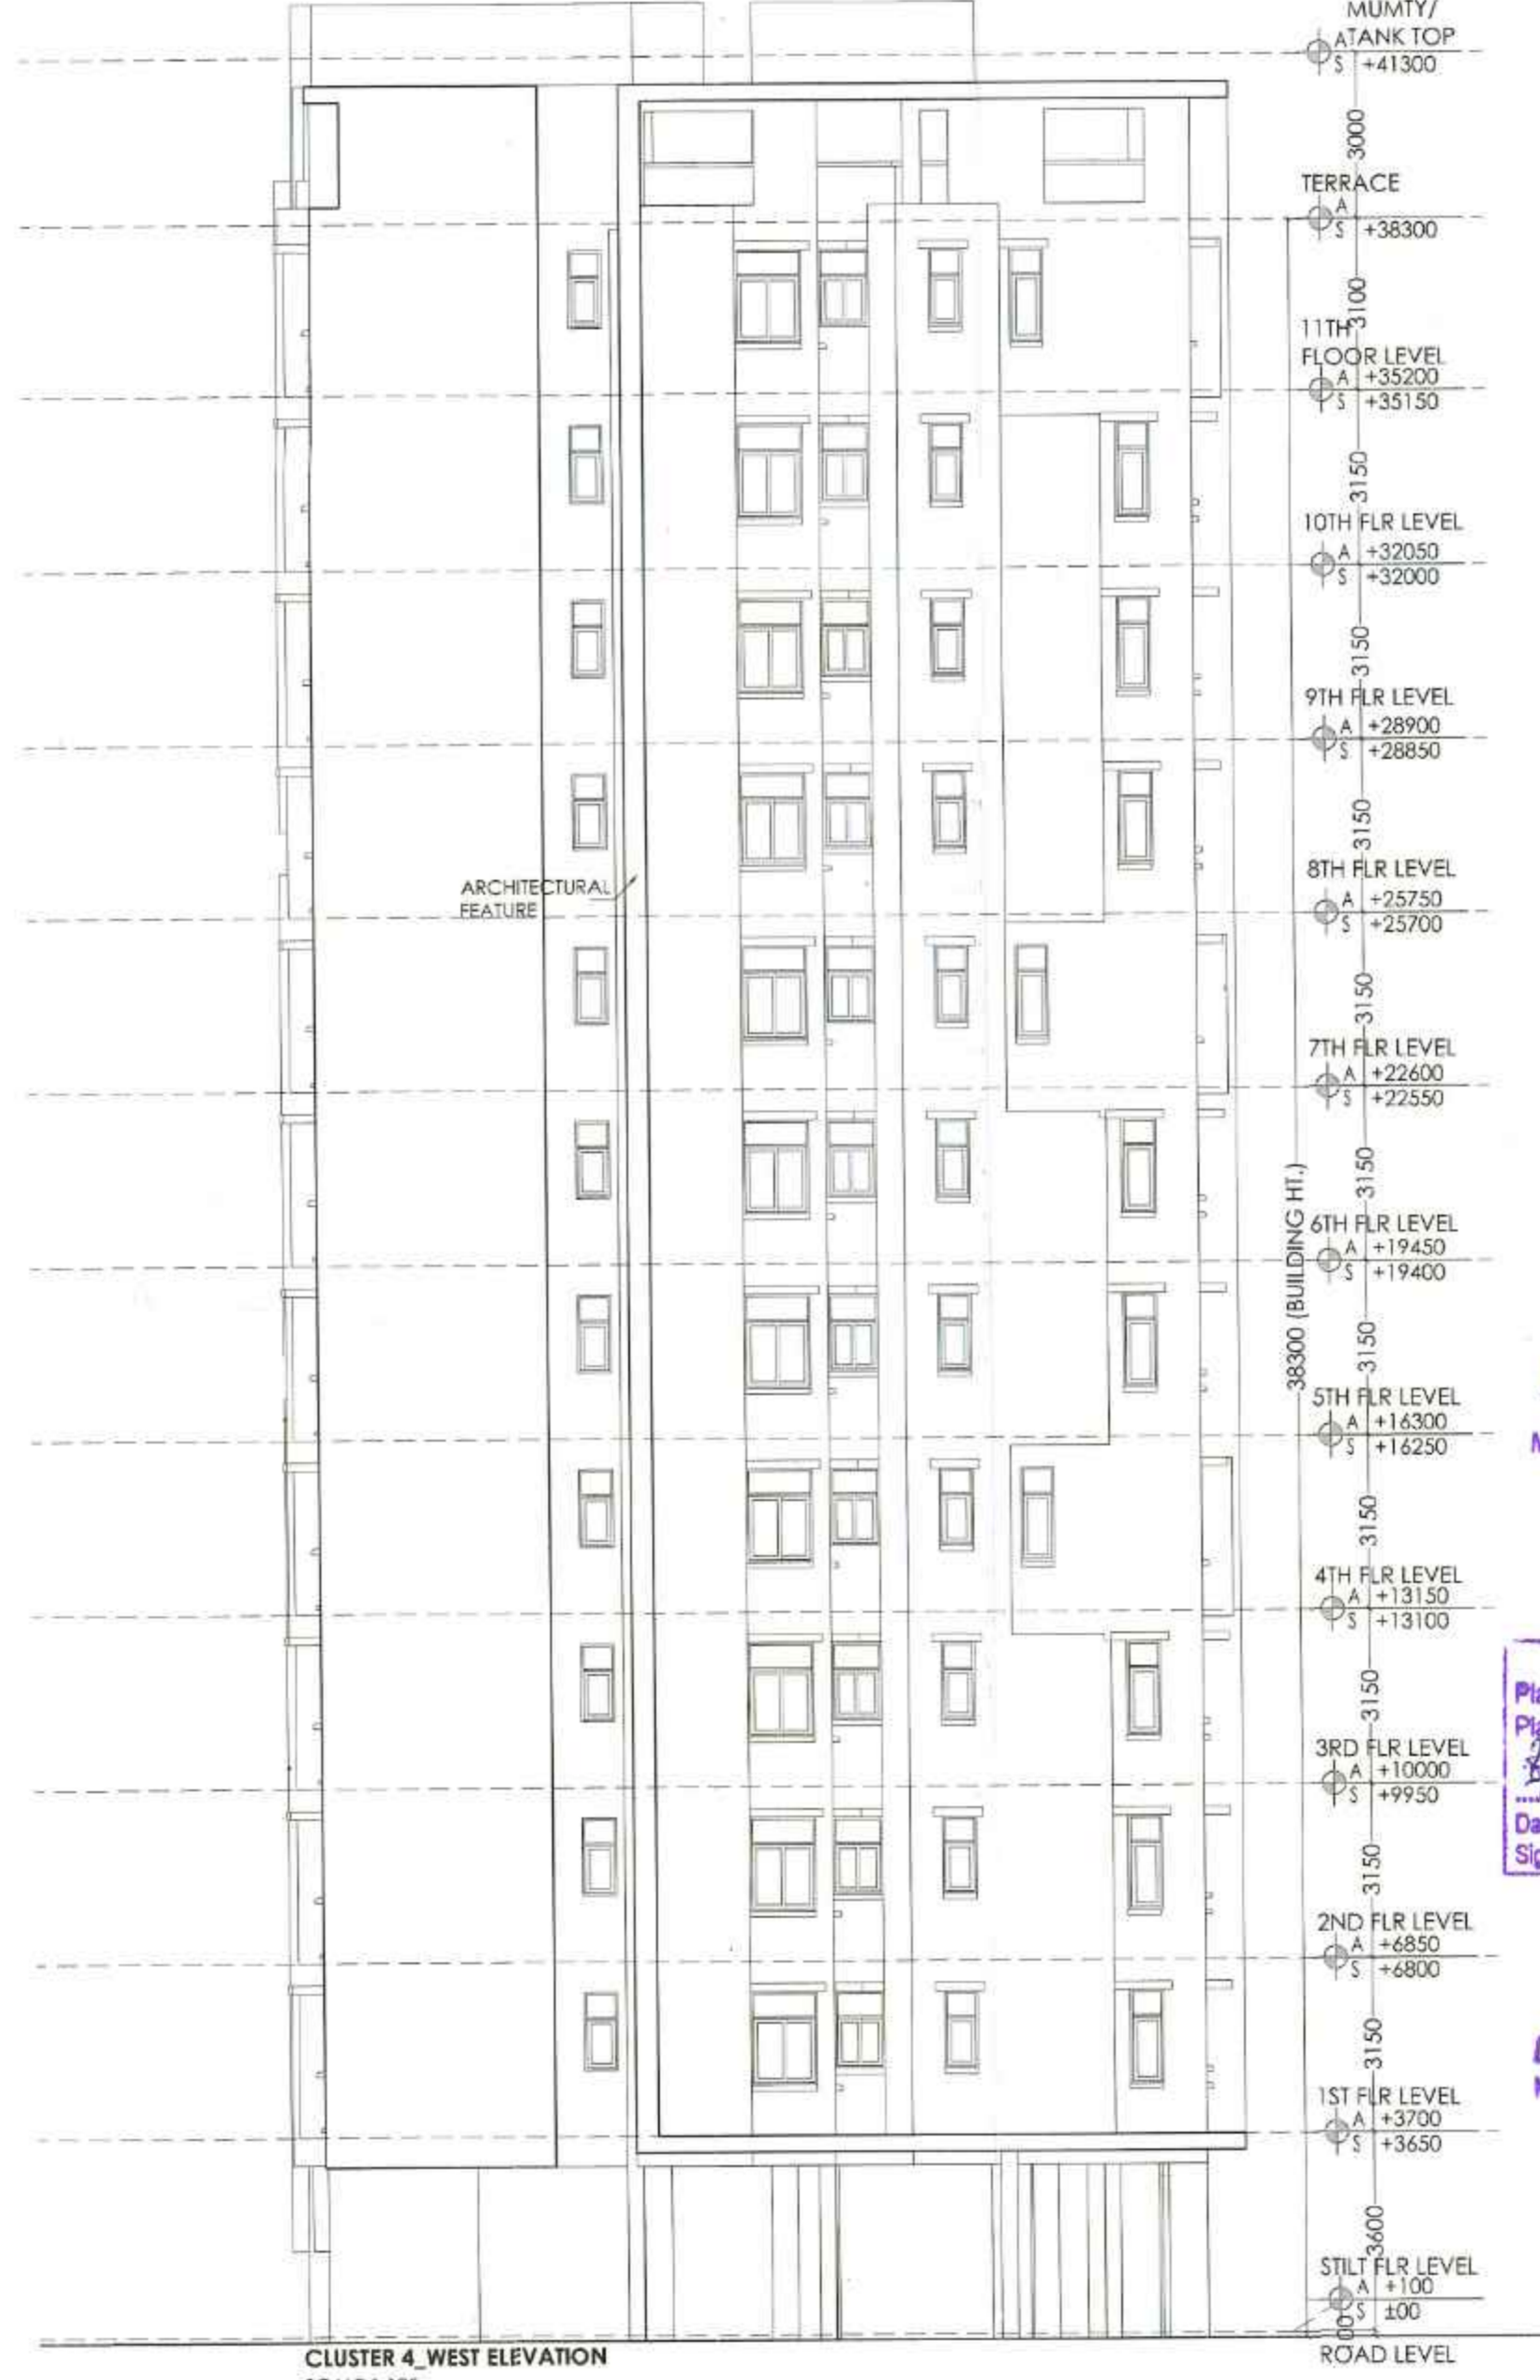 MUMTY/
A TANK TOP
S +41300
3000
TERRACE
A
S +38300
3100
11TH
FLOOR LEVEL
A +35200
S +35150
3150
10TH FLR LEVEL
A +32050
S +32000
3150
9TH FLR LEVEL
A +28900
S +28850
3150
8TH FLR LEVEL
A +25750
S +25700
ARCHITECTURAL
FEATURE
3150
7TH FLR LEVEL
A +22600
S +22550
3150
38300 (BUILDING HT.)
6TH FLR LEVEL
A +19450
S +19400
3150
5TH FLR LEVEL
A +16300
S +16250
3150
4TH FLR LEVEL
A +13150
S +13100
3150
3RD FLR LEVEL
A +10000
S +9950
Da
Sig
3150
2ND FLR LEVEL
A +6850
S +6800
3150
1ST FLR LEVEL
A +3700
S +3650
3600
STILT FLR LEVEL
A +100
S ±00
ROAD LEVEL
CLUSTER 4_WEST ELEVATION